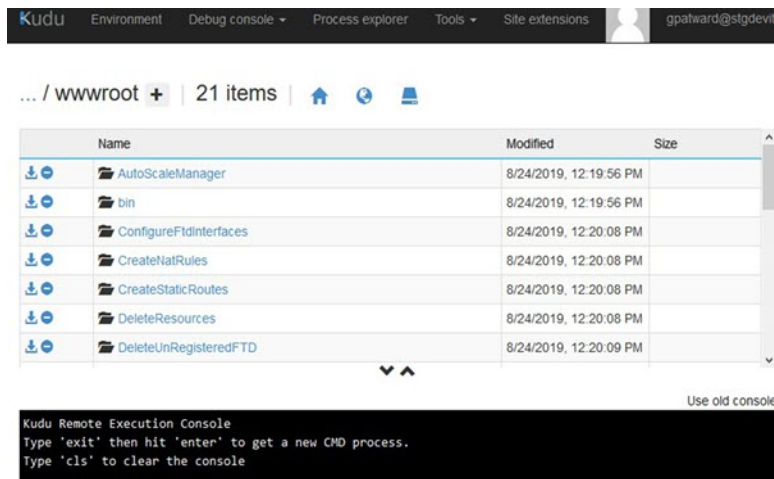 Kudu Environment Debug console Process explorer Tools Site extensions gpatward@stgdevit
... / wwwroot + | 21 items |
Name Modified Size
AutoScaleManager 8/24/2019, 12:19:56 PM
bin 8/24/2019, 12:19:56 PM
ConfigureFtdInterfaces 8/24/2019, 12:20:08 PM
CreateNatRules 8/24/2019, 12:20:08 PM
CreateStaticRoutes 8/24/2019, 12:20:08 PM
DeleteResources 8/24/2019, 12:20:08 PM
DeleteUnRegisteredFTD 8/24/2019, 12:20:09 PM
Use old console
Kudu Remote Execution Console
Type 'exit' then hit 'enter' to get a new CMD process.
Type 'cls' to clear the console